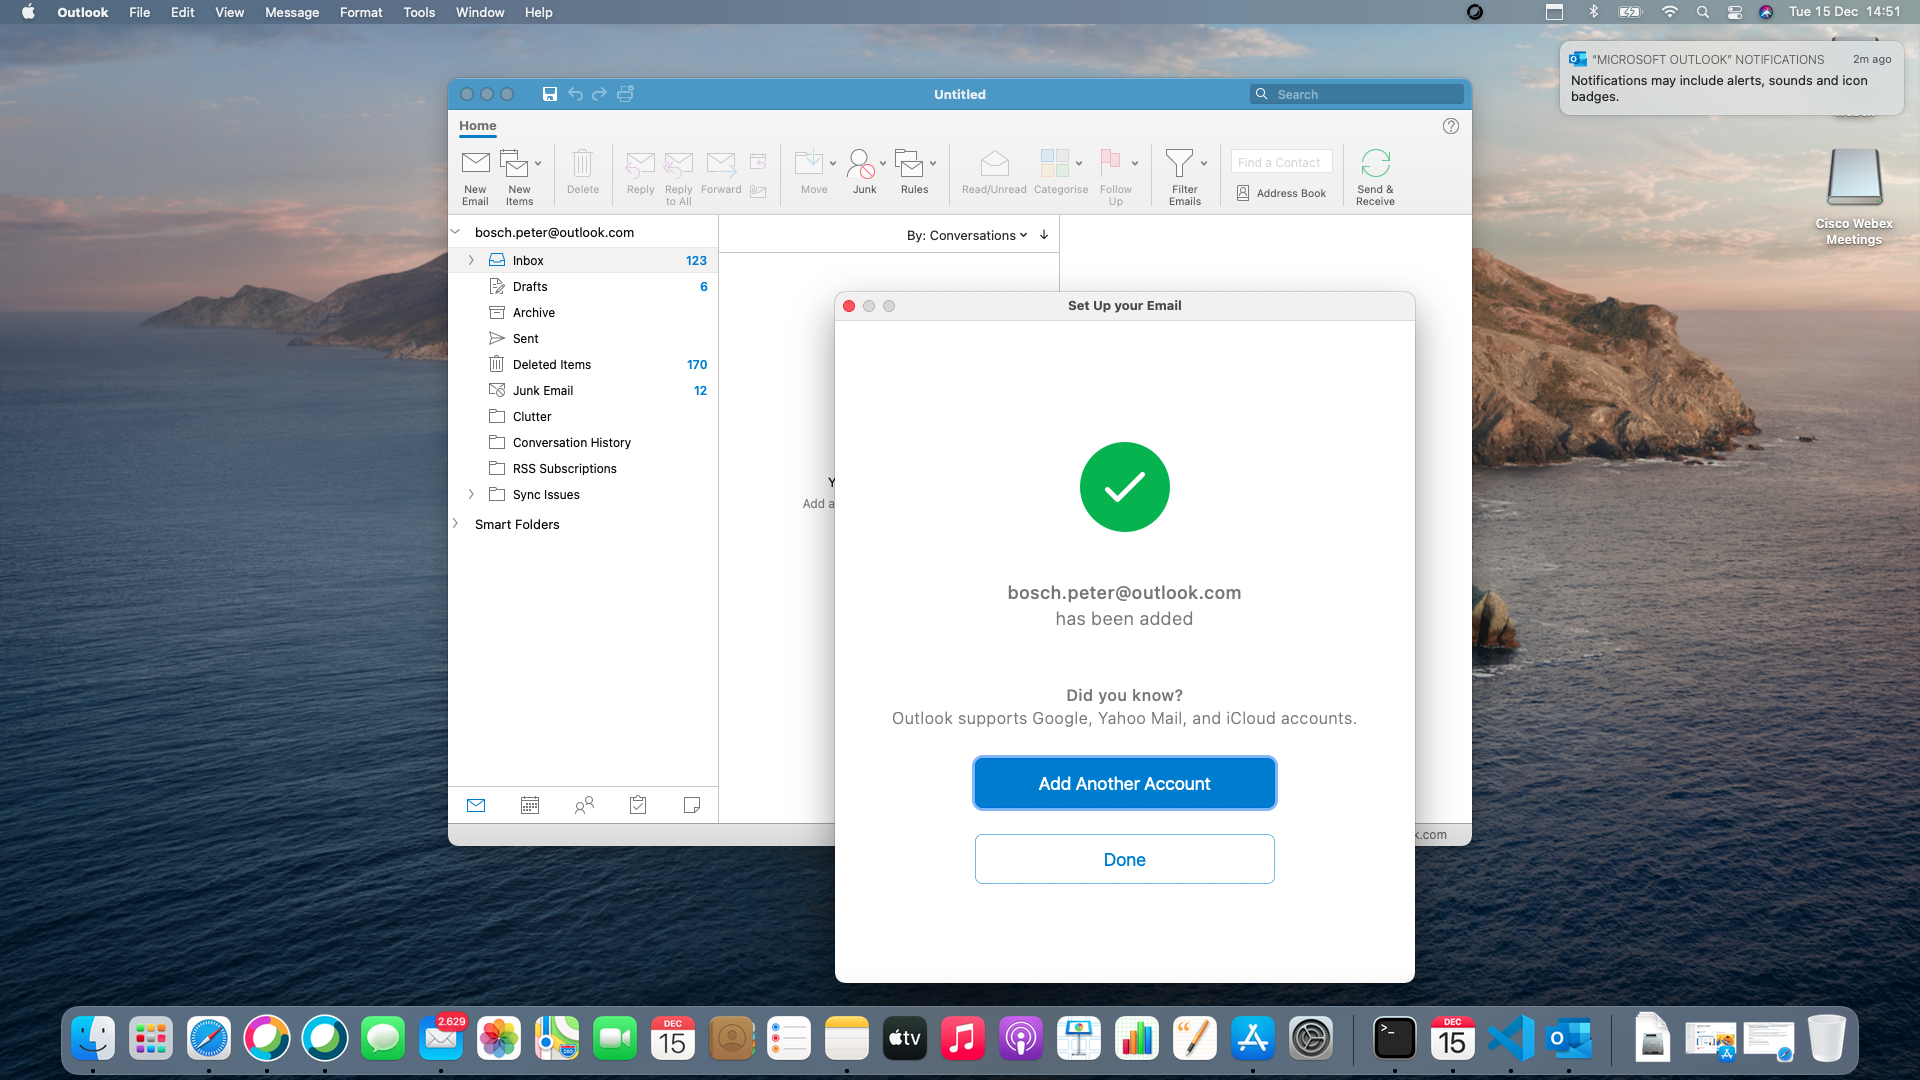 Outlook File Edit View Message Format Tools Window Help
Tue 15 Dec 14:51
"MICROSOFT OUTLOOK" NOTIFICATIONS 2m ago
Notifications may include alerts, sounds and icon
badges.
Cisco Webex
Meetings
Untitled
Search
Home
New
Email
New
Items
Delete
Reply
Reply
to All
Forward
Move
Junk
Rules
Read/Unread
Categorise
Follow
Up
Filter
Emails
Find a Contact
Address Book
Send &
Receive
bosch.peter@outlook.com
Inbox 123
Drafts 6
Archive
Sent
Deleted Items 170
Junk Email 12
Clutter
Conversation History
RSS Subscriptions
Sync Issues
Smart Folders
By: Conversations
Y
Add a
k.com
Set Up your Email
bosch.peter@outlook.com
has been added
Did you know?
Outlook supports Google, Yahoo Mail, and iCloud accounts.
Add Another Account
Done
2.629
280
DEC
15
tv
DEC
15